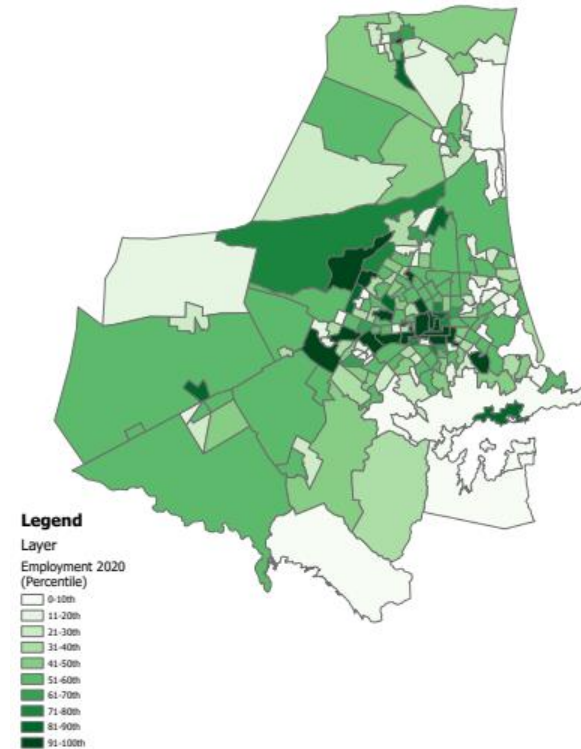 Legend
Layer
Employment 2020
(Percentile)
0-10th
11-20th
21-30th
31-40th
41-50th
51-60th
61-70th
71-80th
81-90th
91-100th